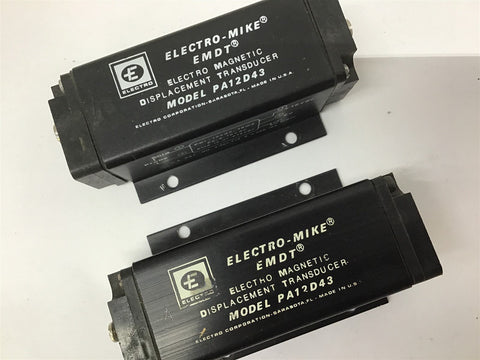 ELECTRO-MIKE®
EMDT®
ELECTRO MAGNETIC
DISPLACEMENT TRANSDUCER
MODEL PA12D43
E
ELECTRO
ELECTRO CORPORATION-SARASOTA, FL. - MADE IN U.S.A.
ELECTRO-MIKE®
EMDT®
ELECTRO MAGNETIC
DISPLACEMENT TRANSDUCER
MODEL PA12D43
E
ELECTRO
ELECTRO CORPORATION-SARASOTA, FL. - MADE IN U.S.A.